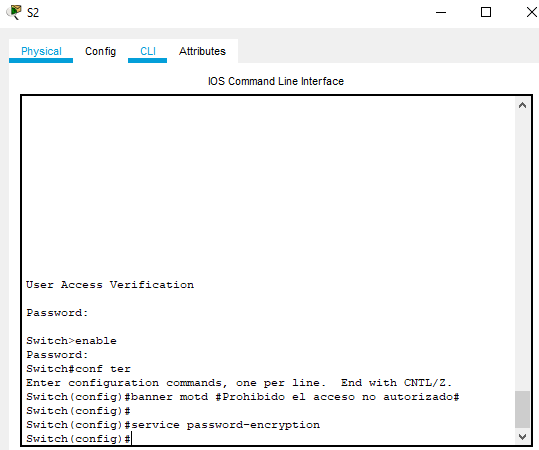 S2
Physical Config CLI Attributes
IOS Command Line Interface
User Access Verification
Password:
Switch>enable
Password:
Switch#conf ter
Enter configuration commands, one per line.  End with CNTL/Z.
Switch(config)#banner motd #Prohibido el acceso no autorizado#
Switch(config)#
Switch(config)#service password-encryption
Switch(config)#